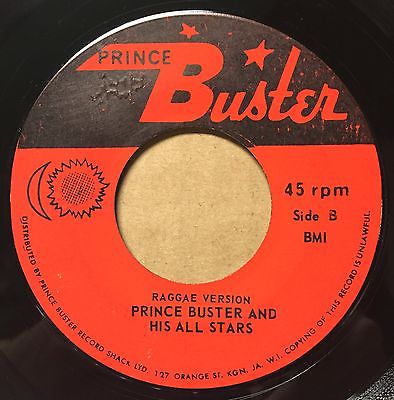 PRINCE
Buster
45 rpm
Side B
BMI
RAGGAE VERSION
PRINCE BUSTER AND
HIS ALL STARS
DISTRIBUTED BY PRINCE BUSTER RECORD SHACK LTD. 127 ORANGE ST. KGN. JA. W.I. COPYING OF THIS RECORD IS UNLAWFUL.